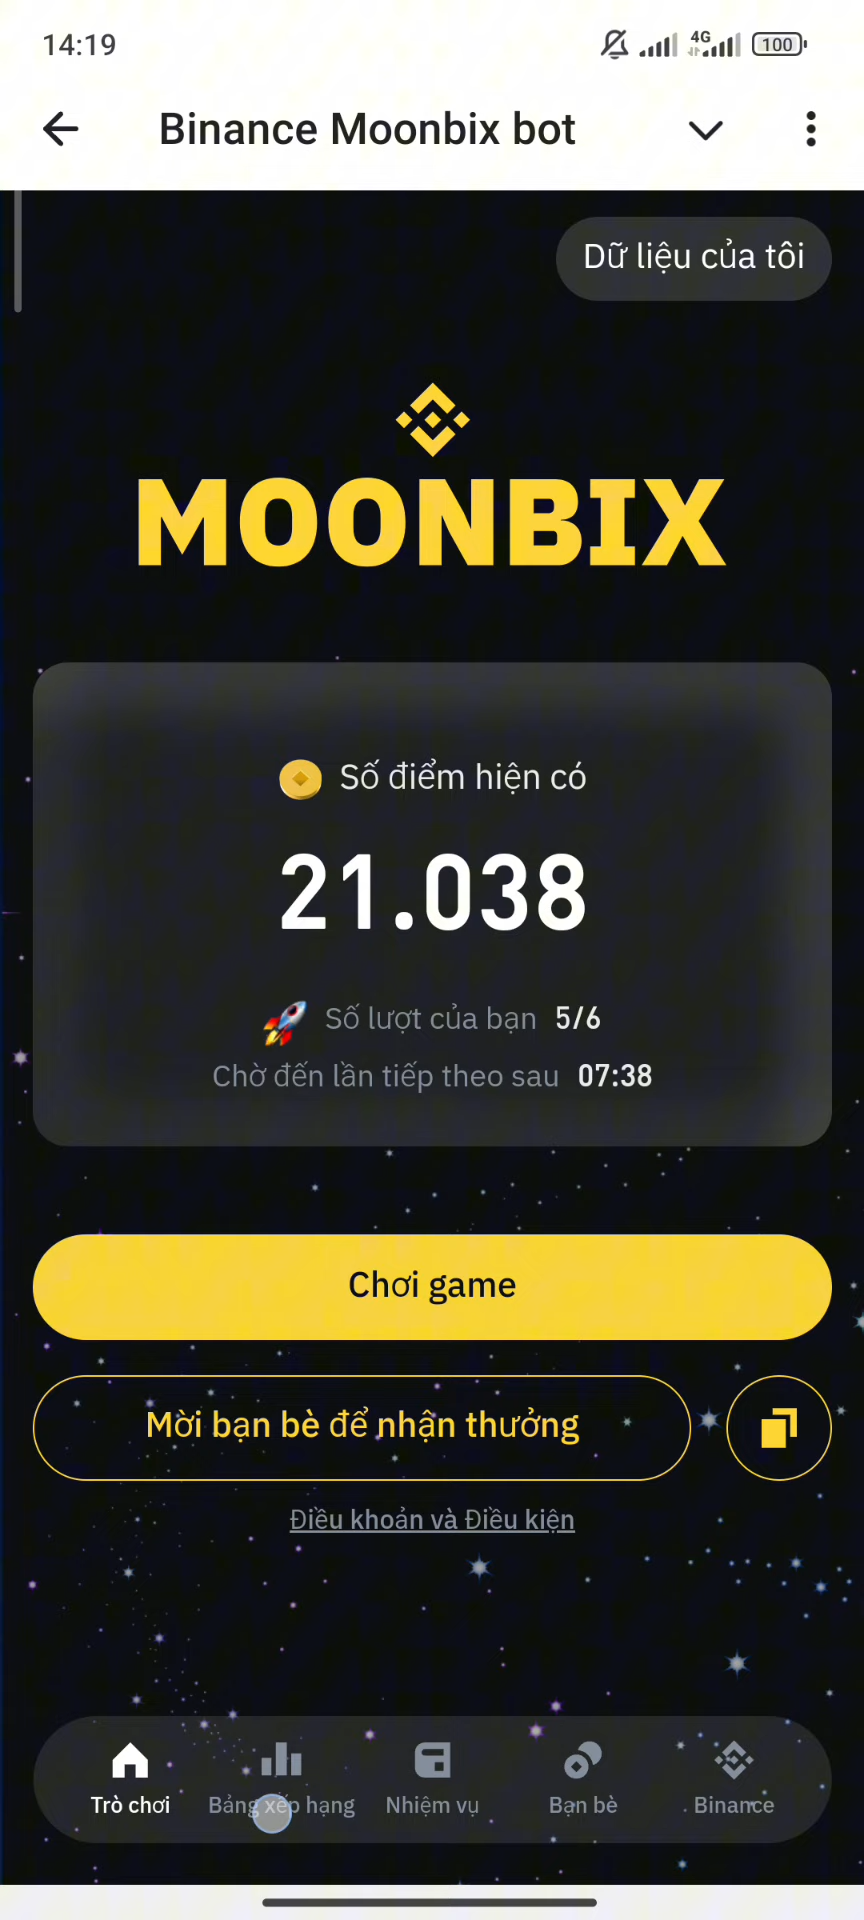 14:19
4G
100
Binance Moonbix bot
Dữ liệu của tôi
MOONBIX
Số điểm hiện có
21.038
Số lượt của bạn 5/6
Chờ đến lần tiếp theo sau 07:38
Chơi game
Mời bạn bè để nhận thưởng
Điều khoản và Điều kiện
Trò chơi
Bảng xếp hạng
Nhiệm vụ
Bạn bè
Binance